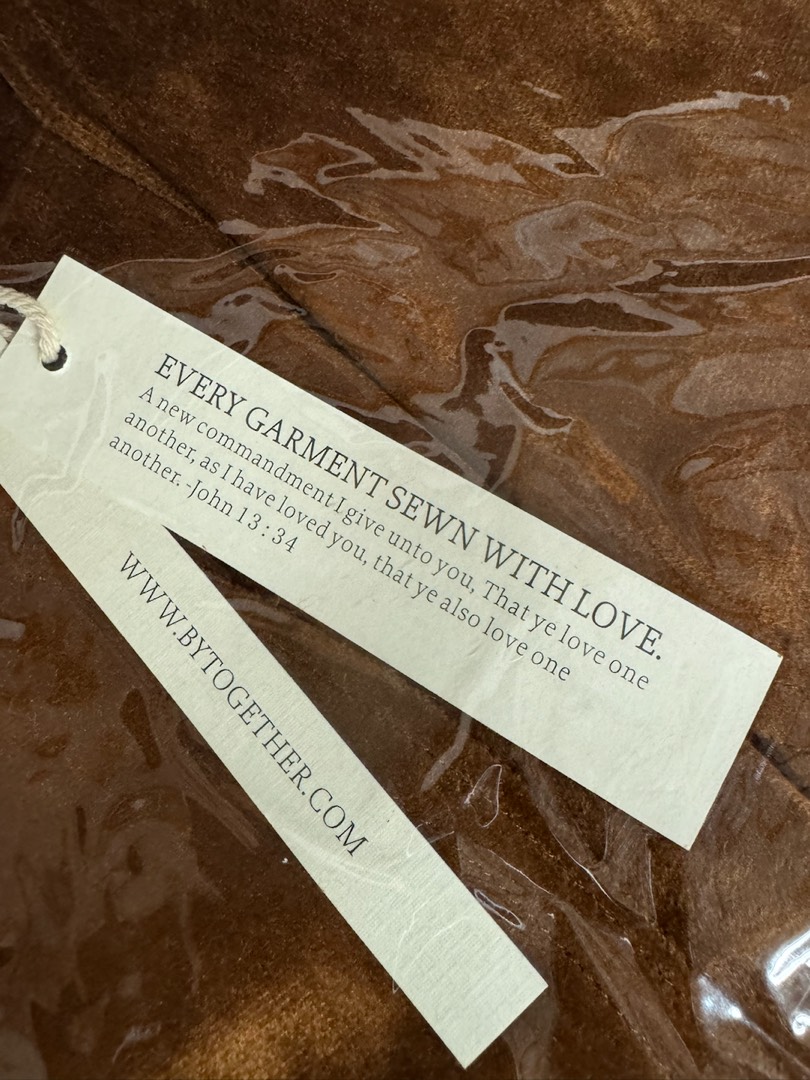 EVERY GARMENT SEWN WITH LOVE.
A new commandment I give unto you, That ye love one
another, as I have loved you, that ye also love one
another. -John 13 : 34
WWW.BYTOGETHER.COM